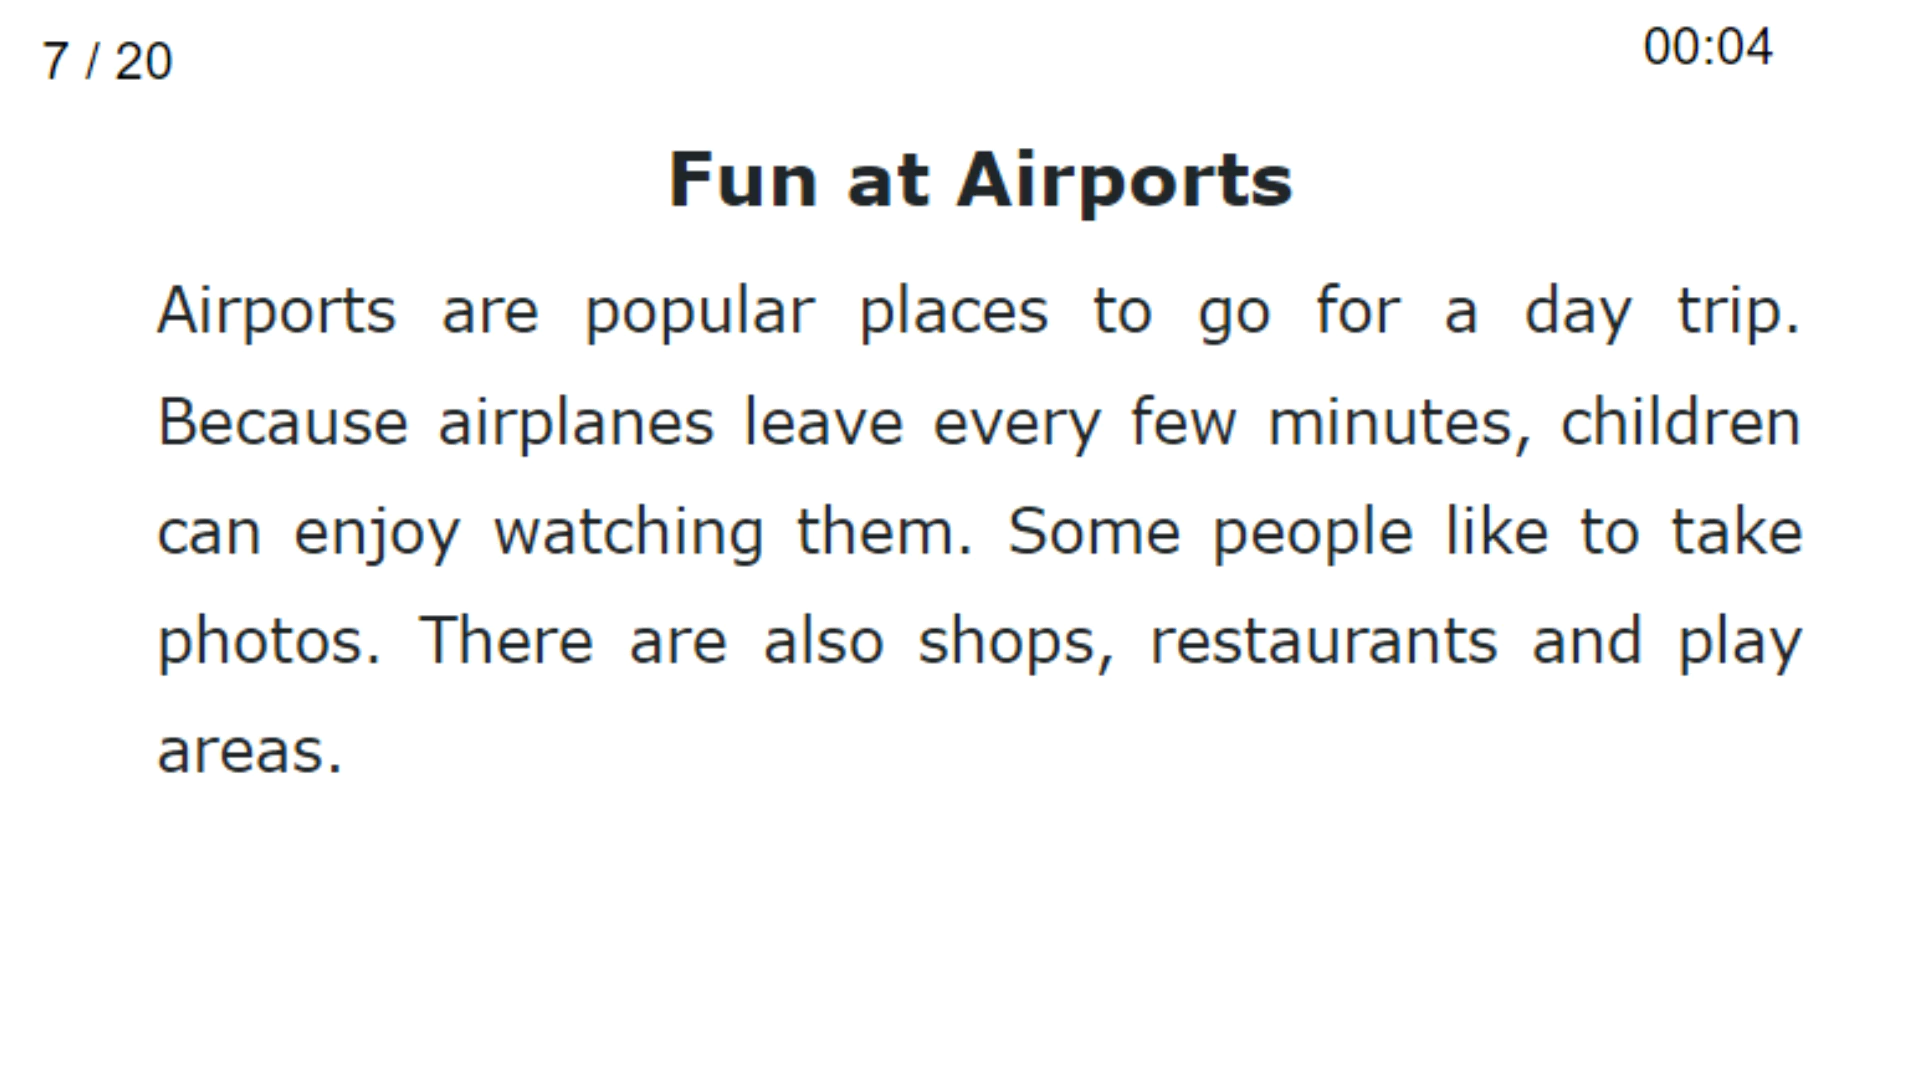 7 / 20
00:04
Fun at Airports
Airports are popular places to go for a day trip.
Because airplanes leave every few minutes, children
can enjoy watching them. Some people like to take
photos. There are also shops, restaurants and play
areas.